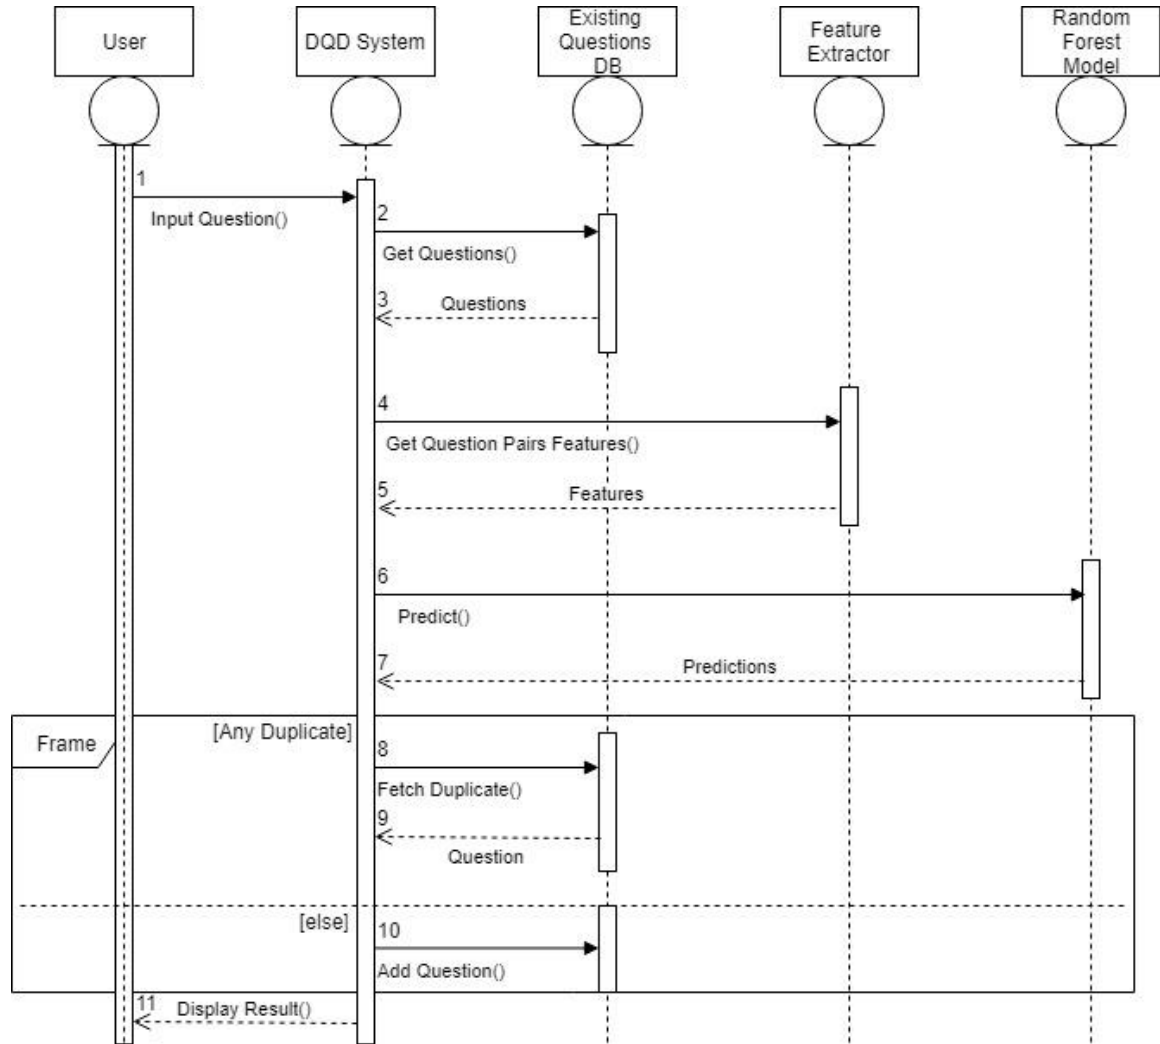 User
DQD System
Existing
Questions
DB
Feature
Extractor
Random
Forest
Model
1
Input Question()
2
Get Questions()
3
Questions
4
Get Question Pairs Features()
5
Features
6
Predict()
7
Predictions
Frame
[Any Duplicate]
8
Fetch Duplicate()
9
Question
[else]
10
Add Question()
11
Display Result()